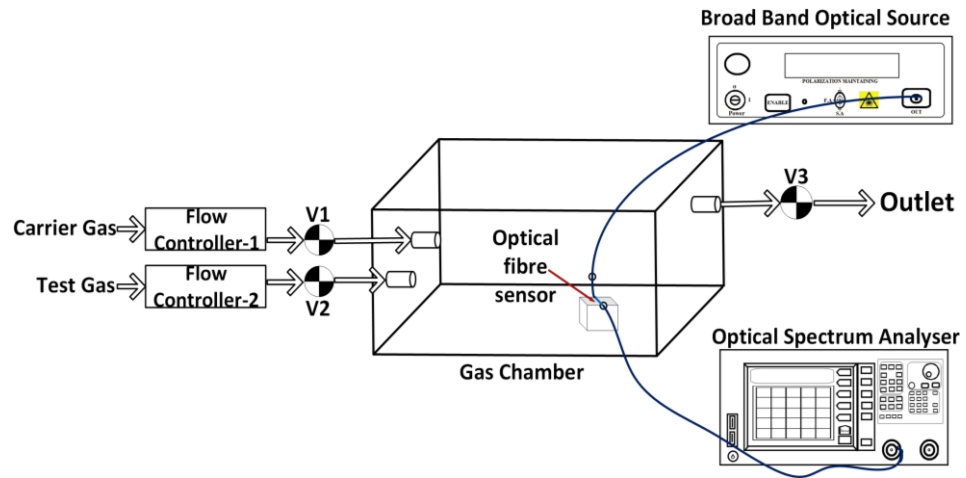 Broad Band Optical Source
POLARIZATION MAINTAINING
O
I
Power
ENABLE
F.A
S.A
OUT
V1
V3
Carrier Gas
Flow
Controller-1
Outlet
Optical
fibre
sensor
Test Gas
Flow
Controller-2
V2
Optical Spectrum Analyser
Gas Chamber